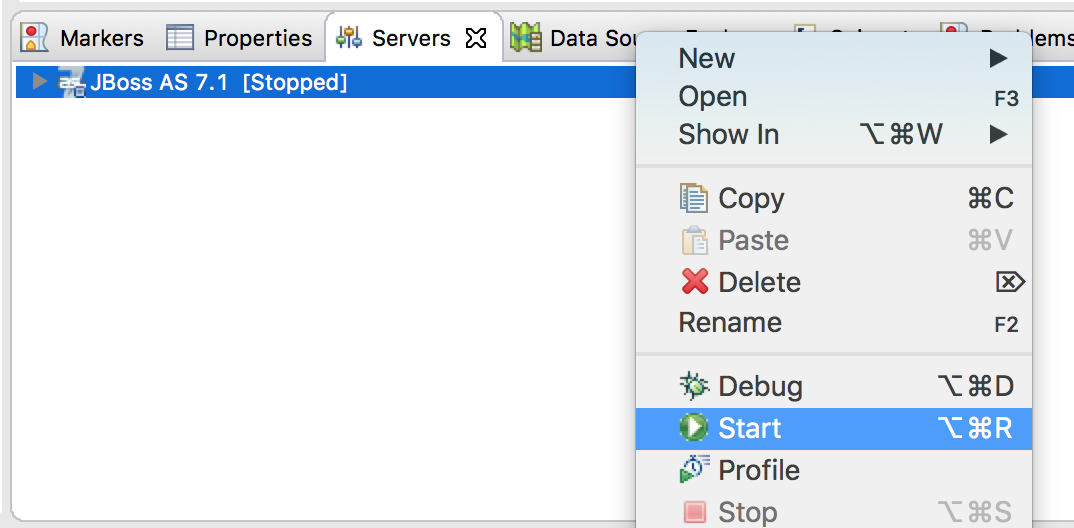 Markers Properties Servers Data Sou
JBoss AS 7.1 [Stopped]
New
Open F3
Show In ⌥⌘W
Copy ⌘C
Paste ⌘V
Delete ⌦
Rename F2
Debug ⌥⌘D
Start ⌥⌘R
Profile
Stop ⌥⌘S